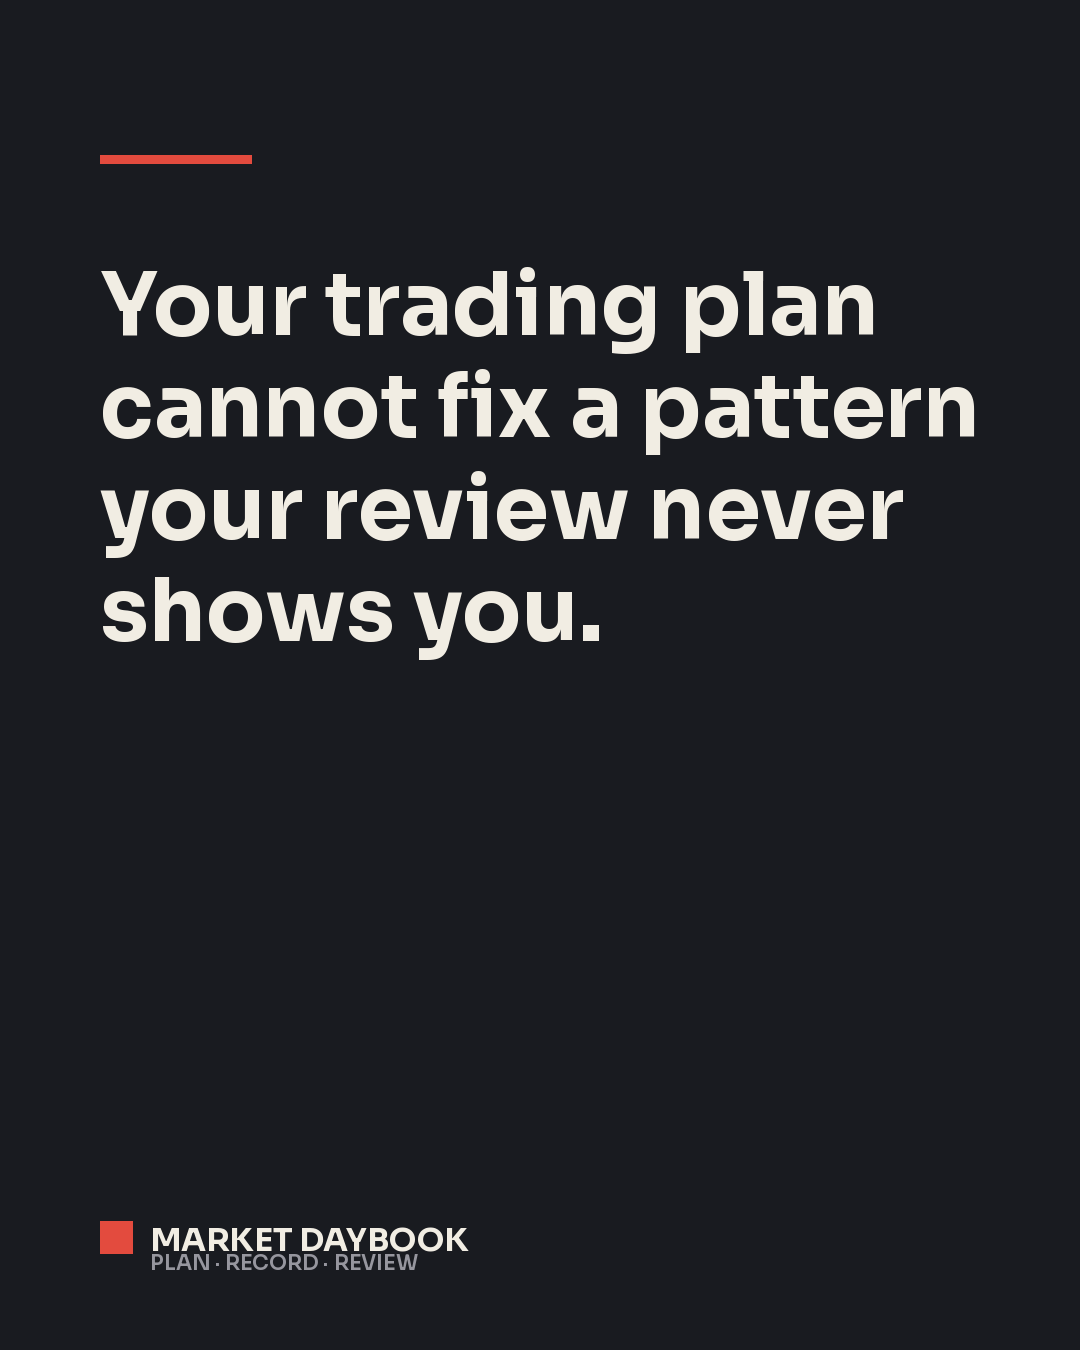 Your trading plan
cannot fix a pattern
your review never
shows you.
MARKET DAYBOOK
PLAN · RECORD · REVIEW